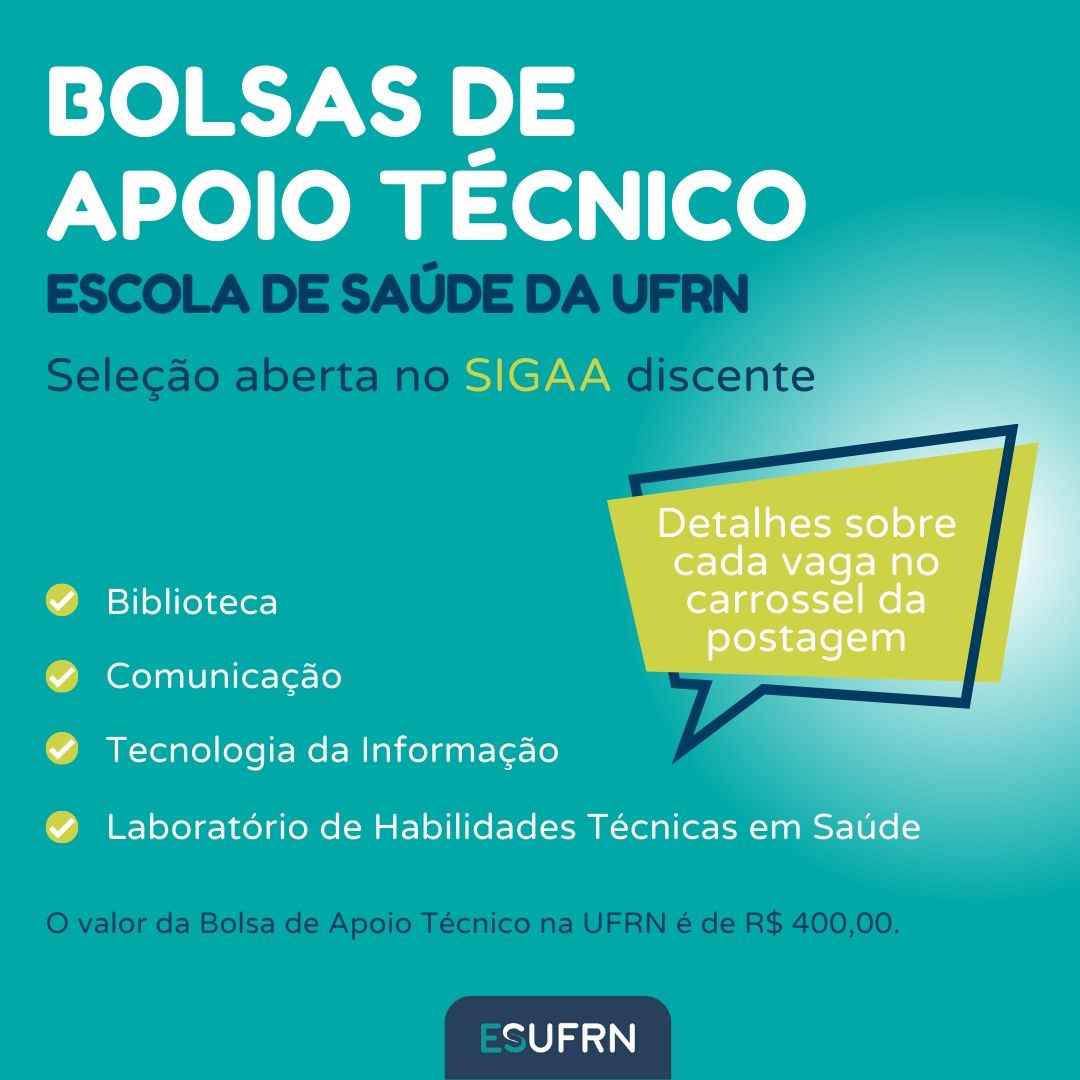 BOLSAS DE
APOIO TÉCNICO
ESCOLA DE SAÚDE DA UFRN
Seleção aberta no SIGAA discente
Detalhes sobre
cada vaga no
carrossel da
postagem
Biblioteca
Comunicação
Tecnologia da Informação
Laboratório de Habilidades Técnicas em Saúde
O valor da Bolsa de Apoio Técnico na UFRN é de R$ 400,00.
ESUFRN